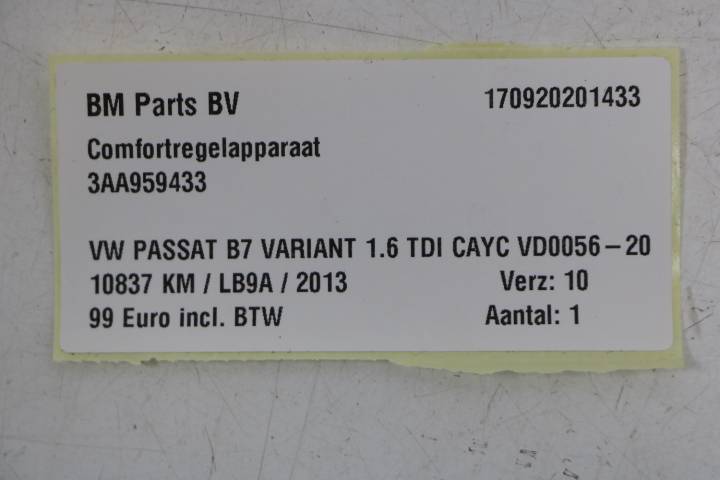 BM Parts BV 170920201433
Comfortregelapparaat
3AA959433
VW PASSAT B7 VARIANT 1.6 TDI CAYC VD0056-20
10837 KM / LB9A / 2013 Verz: 10
99 Euro incl. BTW Aantal: 1